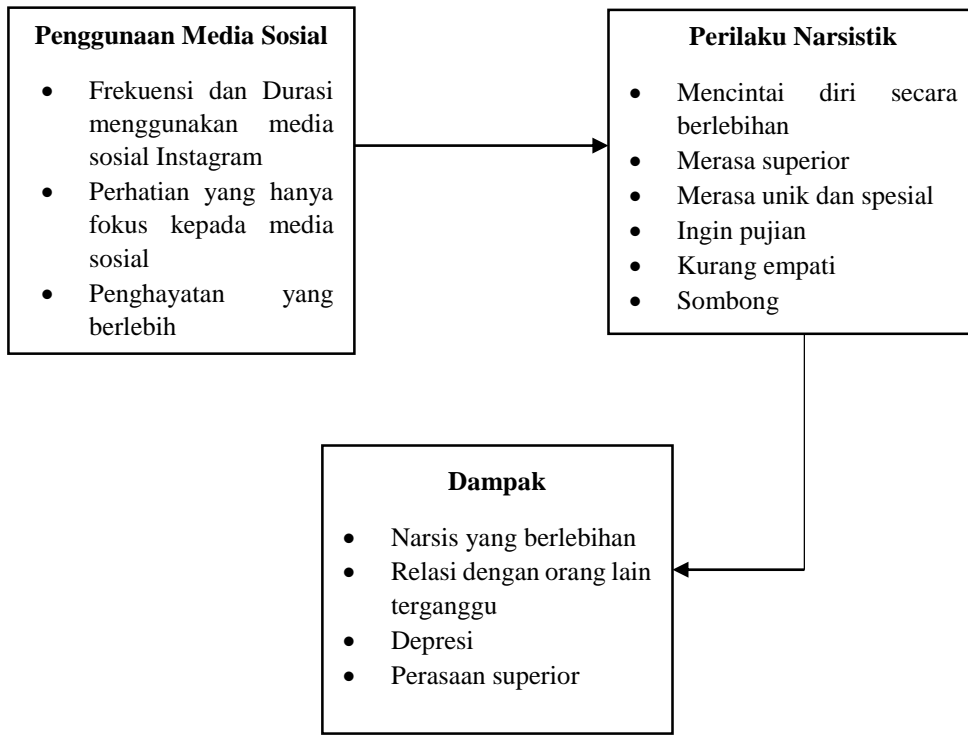 Penggunaan Media Sosial
• Frekuensi dan Durasi
menggunakan media
sosial Instagram
• Perhatian yang hanya
fokus kepada media
sosial
• Penghayatan yang
berlebih
Perilaku Narsistik
• Mencintai diri secara
berlebihan
• Merasa superior
• Merasa unik dan spesial
• Ingin pujian
• Kurang empati
• Sombong
Dampak
• Narsis yang berlebihan
• Relasi dengan orang lain
terganggu
• Depresi
• Perasaan superior